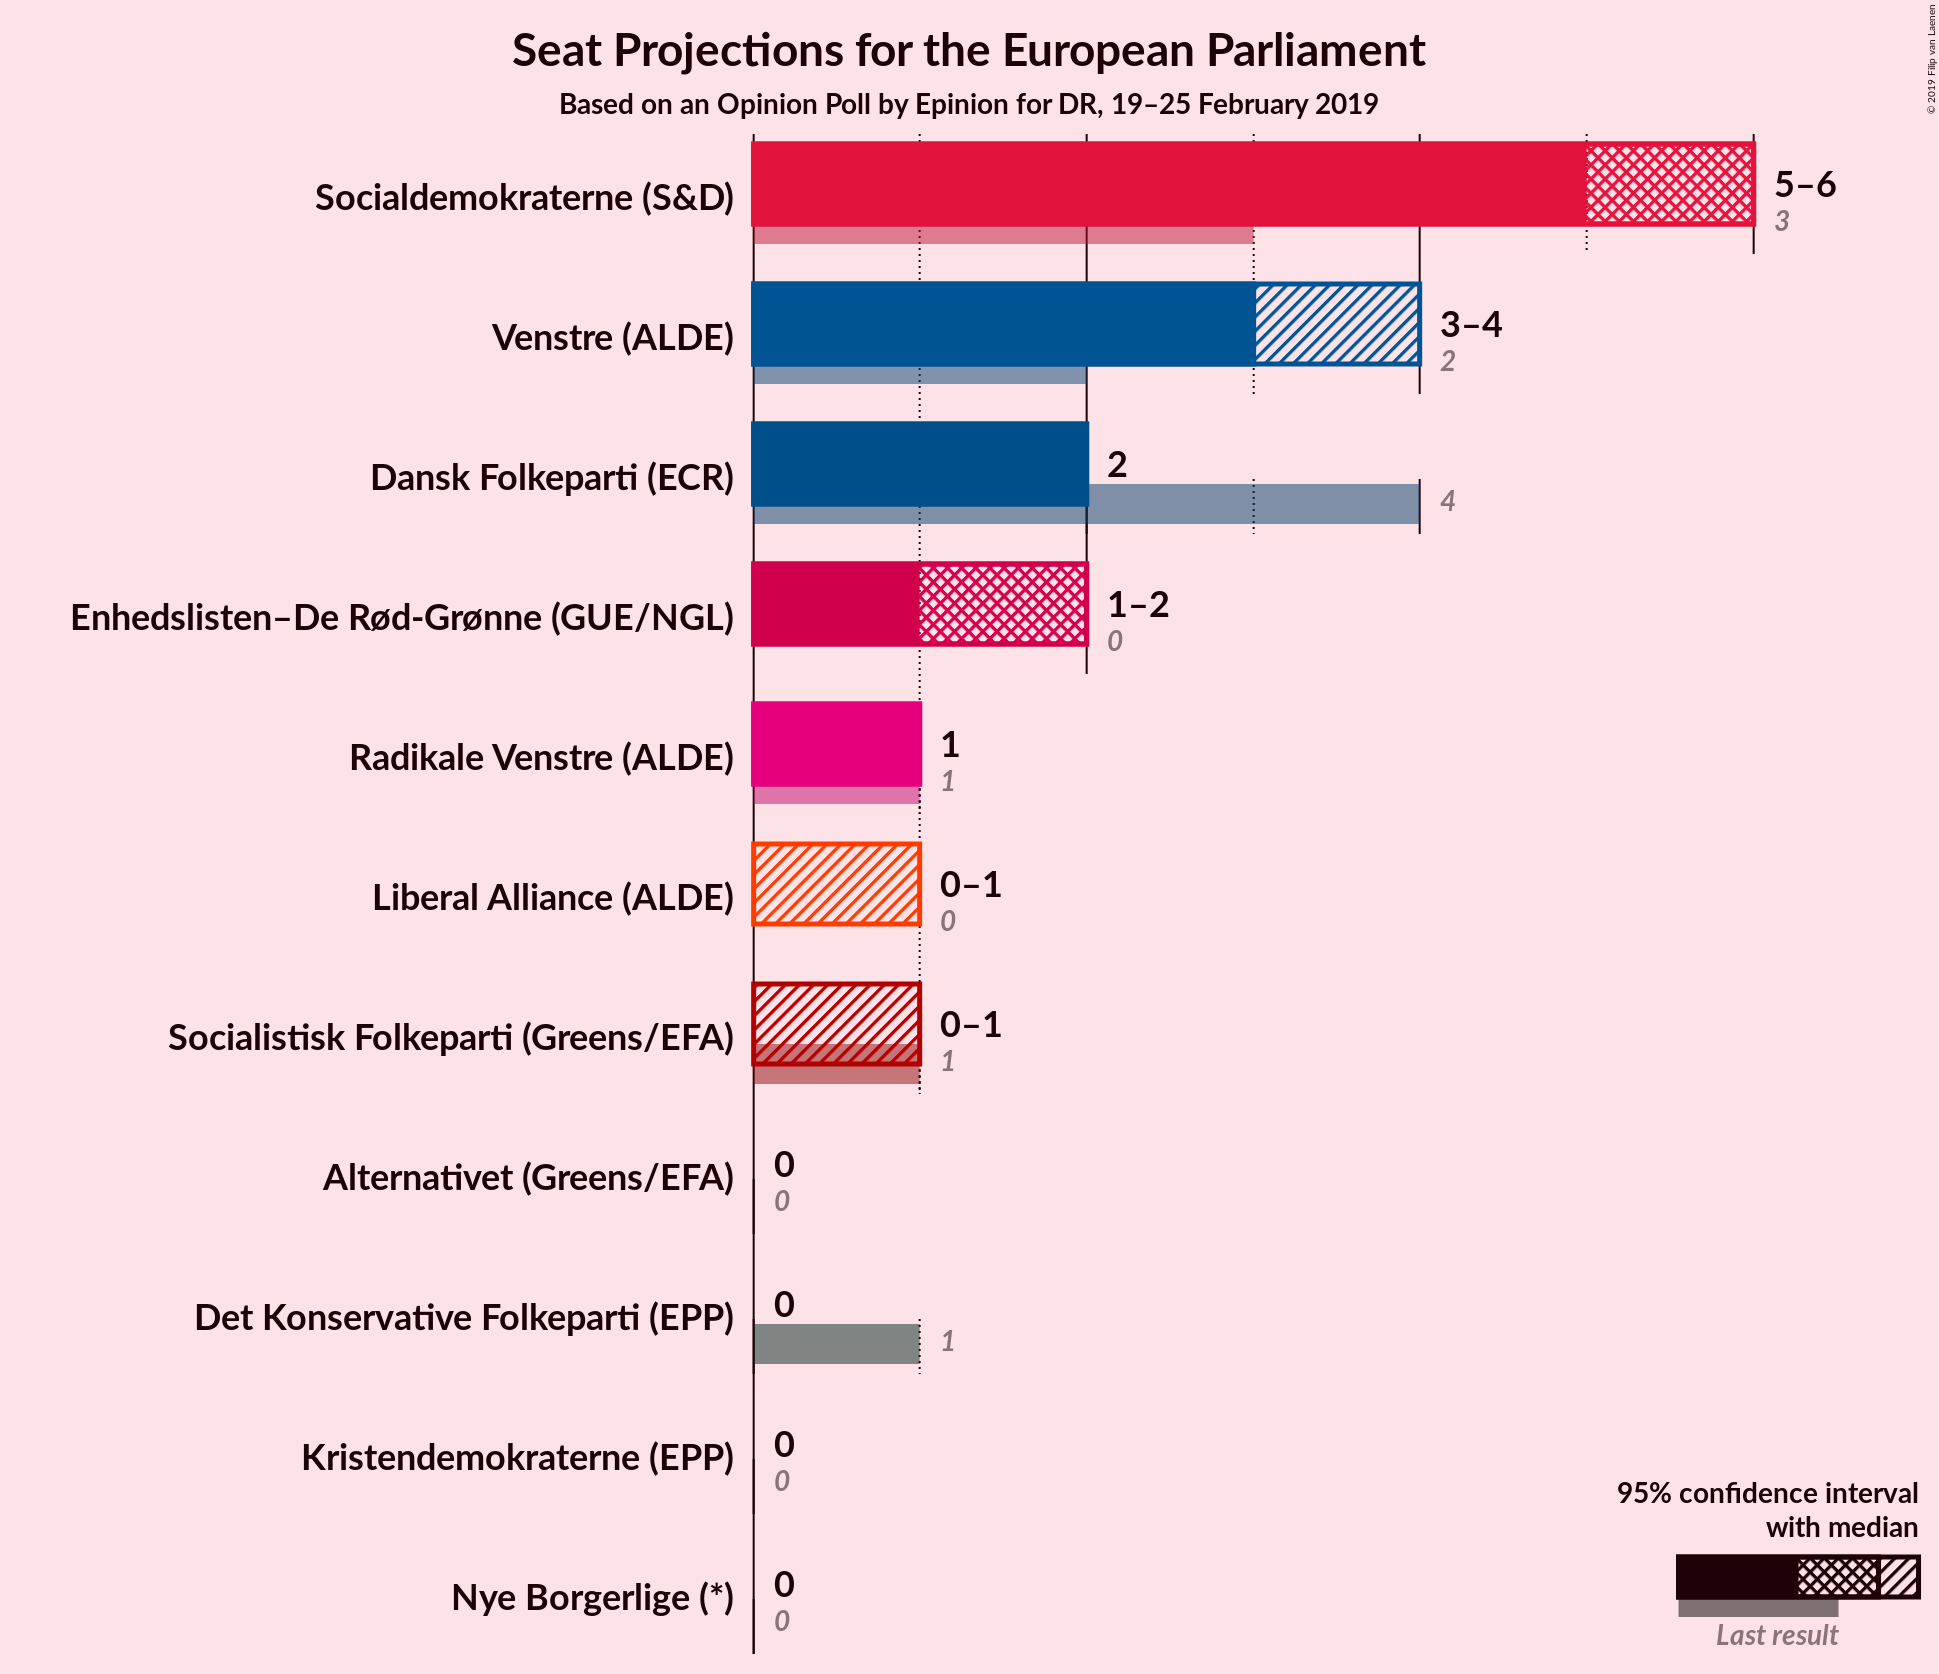 Seat Projections for the European Parliament
Based on an Opinion Poll by Epinion for DR, 19–25 February 2019
© 2019 Filip van Laenen
Socialdemokraterne (S&D)
5–6
3
Venstre (ALDE)
3–4
2
Dansk Folkeparti (ECR)
2
4
Enhedslisten–De Rød-Grønne (GUE/NGL)
1–2
0
Radikale Venstre (ALDE)
1
1
Liberal Alliance (ALDE)
0–1
0
Socialistisk Folkeparti (Greens/EFA)
0–1
1
Alternativet (Greens/EFA)
0
0
Det Konservative Folkeparti (EPP)
0
1
Kristendemokraterne (EPP)
0
0
Nye Borgerlige (*)
0
0
95% confidence interval
with median
Last result